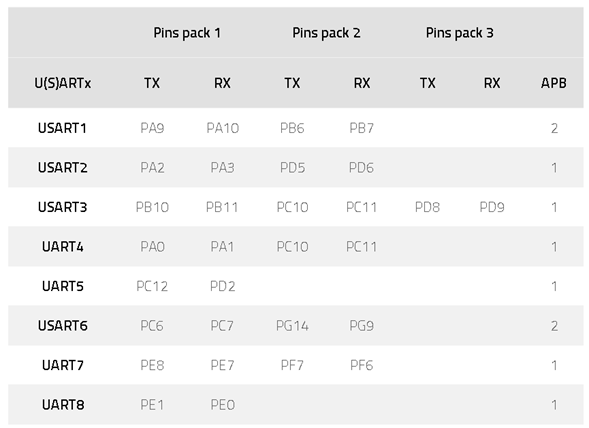 Pins pack 1 Pins pack 2 Pins pack 3
U(S)ARTx TX RX TX RX TX RX APB
USART1 PA9 PA10 PB6 PB7 2
USART2 PA2 PA3 PD5 PD6 1
USART3 PB10 PB11 PC10 PC11 PD8 PD9 1
UART4 PA0 PA1 PC10 PC11 1
UART5 PC12 PD2 1
USART6 PC6 PC7 PG14 PG9 2
UART7 PE8 PE7 PF7 PF6 1
UART8 PE1 PE0 1